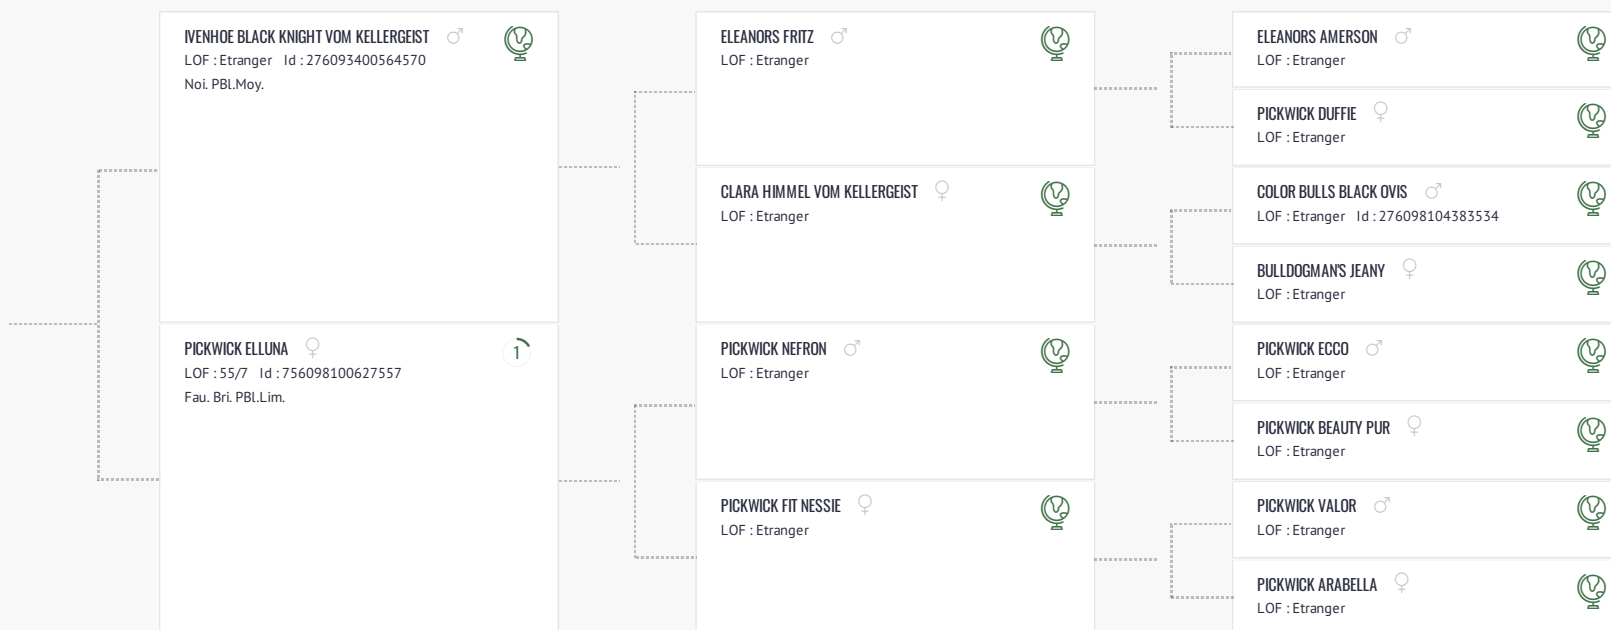 IVENHOE BLACK KNIGHT VOM KELLERGEIST
LOF : Etranger Id : 276093400564570
Noi. PBl.Moy.
PICKWICK ELLUNA
1
LOF : 55/7 Id : 756098100627557
Fau. Bri. PBl.Lim.
ELEANORS FRITZ
LOF : Etranger
CLARA HIMMEL VOM KELLERGEIST
LOF : Etranger
PICKWICK NEFRON
LOF : Etranger
PICKWICK FIT NESSIE
LOF : Etranger
ELEANORS AMERSON
LOF : Etranger
PICKWICK DUFFIE
LOF : Etranger
COLOR BULLS BLACK OVIS
LOF : Etranger Id : 276098104383534
BULLDOGMAN'S JEANY
LOF : Etranger
PICKWICK ECCO
LOF : Etranger
PICKWICK BEAUTY PUR
LOF : Etranger
PICKWICK VALOR
LOF : Etranger
PICKWICK ARABELLA
LOF : Etranger